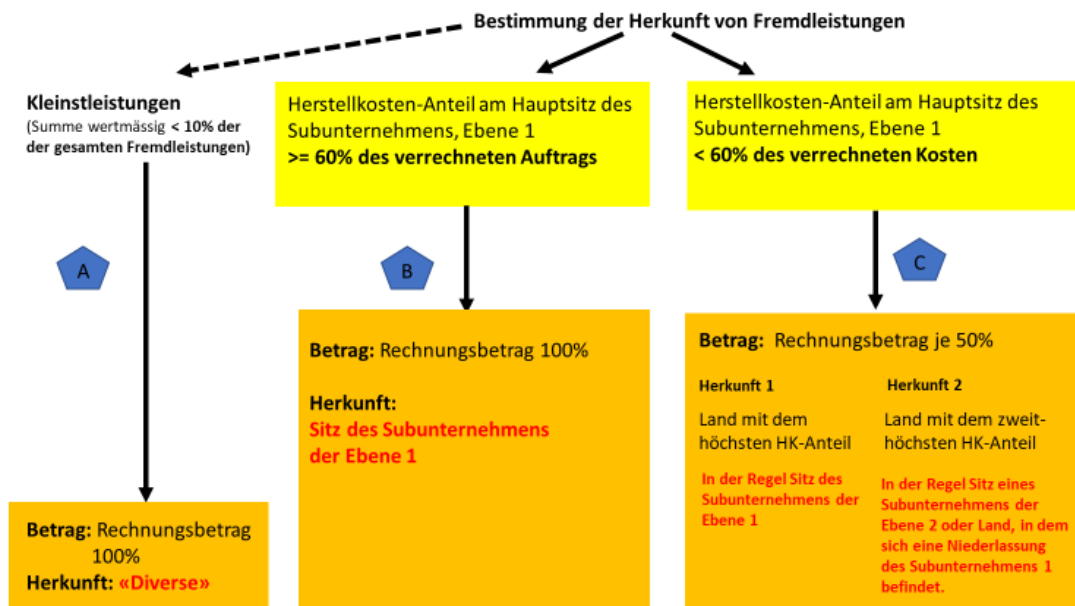 Bestimmung der Herkunft von Fremdleistungen
Kleinstleistungen
(Summe wertmässig < 10% der
der gesamten Fremdleistungen)
A
Betrag: Rechnungsbetrag
100%
Herkunft: «Diverse»
Herstellkosten-Anteil am Hauptsitz des
Subunternehmens, Ebene 1
>= 60% des verrechneten Auftrags
B
Betrag: Rechnungsbetrag 100%
Herkunft:
Sitz des Subunternehmens
der Ebene 1
Herstellkosten-Anteil am Hauptsitz des
Subunternehmens, Ebene 1
< 60% des verrechneten Kosten
C
Betrag: Rechnungsbetrag je 50%
Herkunft 1
Land mit dem
höchsten HK-Anteil
In der Regel Sitz des
Subunternehmens der
Ebene 1
Herkunft 2
Land mit dem zweit-
höchsten HK-Anteil
In der Regel Sitz eines
Subunternehmens der
Ebene 2 oder Land, in dem
sich eine Niederlassung
des Subunternehmens 1
befindet.